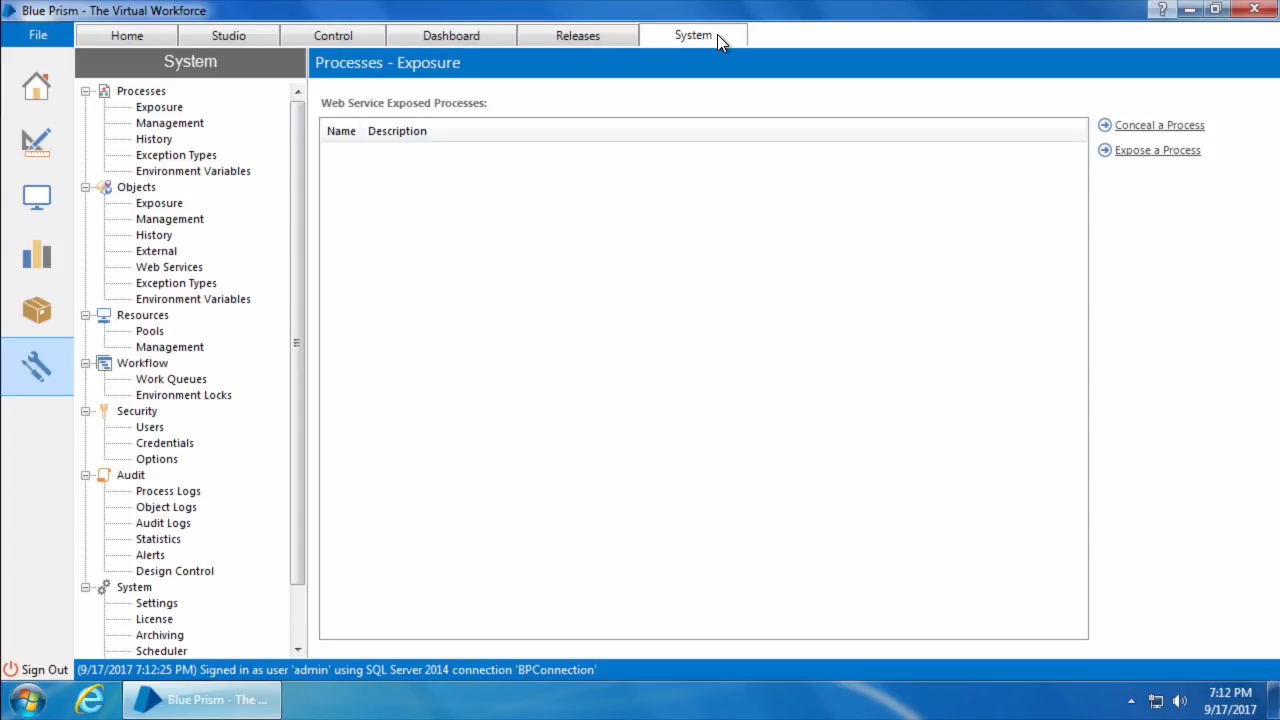 Blue Prism - The Virtual Workforce
File
Home
Studio
Control
Dashboard
Releases
System
System
Processes - Exposure
Processes
Exposure
Management
History
Exception Types
Environment Variables
Objects
Exposure
Management
History
External
Web Services
Exception Types
Environment Variables
Resources
Pools
Management
Workflow
Work Queues
Environment Locks
Security
Users
Credentials
Options
Audit
Process Logs
Object Logs
Audit Logs
Statistics
Alerts
Design Control
System
Settings
License
Archiving
Scheduler
Web Service Exposed Processes:
Name Description
Conceal a Process
Expose a Process
Sign Out
(9/17/2017 7:12:25 PM) Signed in as user 'admin' using SQL Server 2014 connection 'BPConnection'
Blue Prism - The ...
7:12 PM
9/17/2017